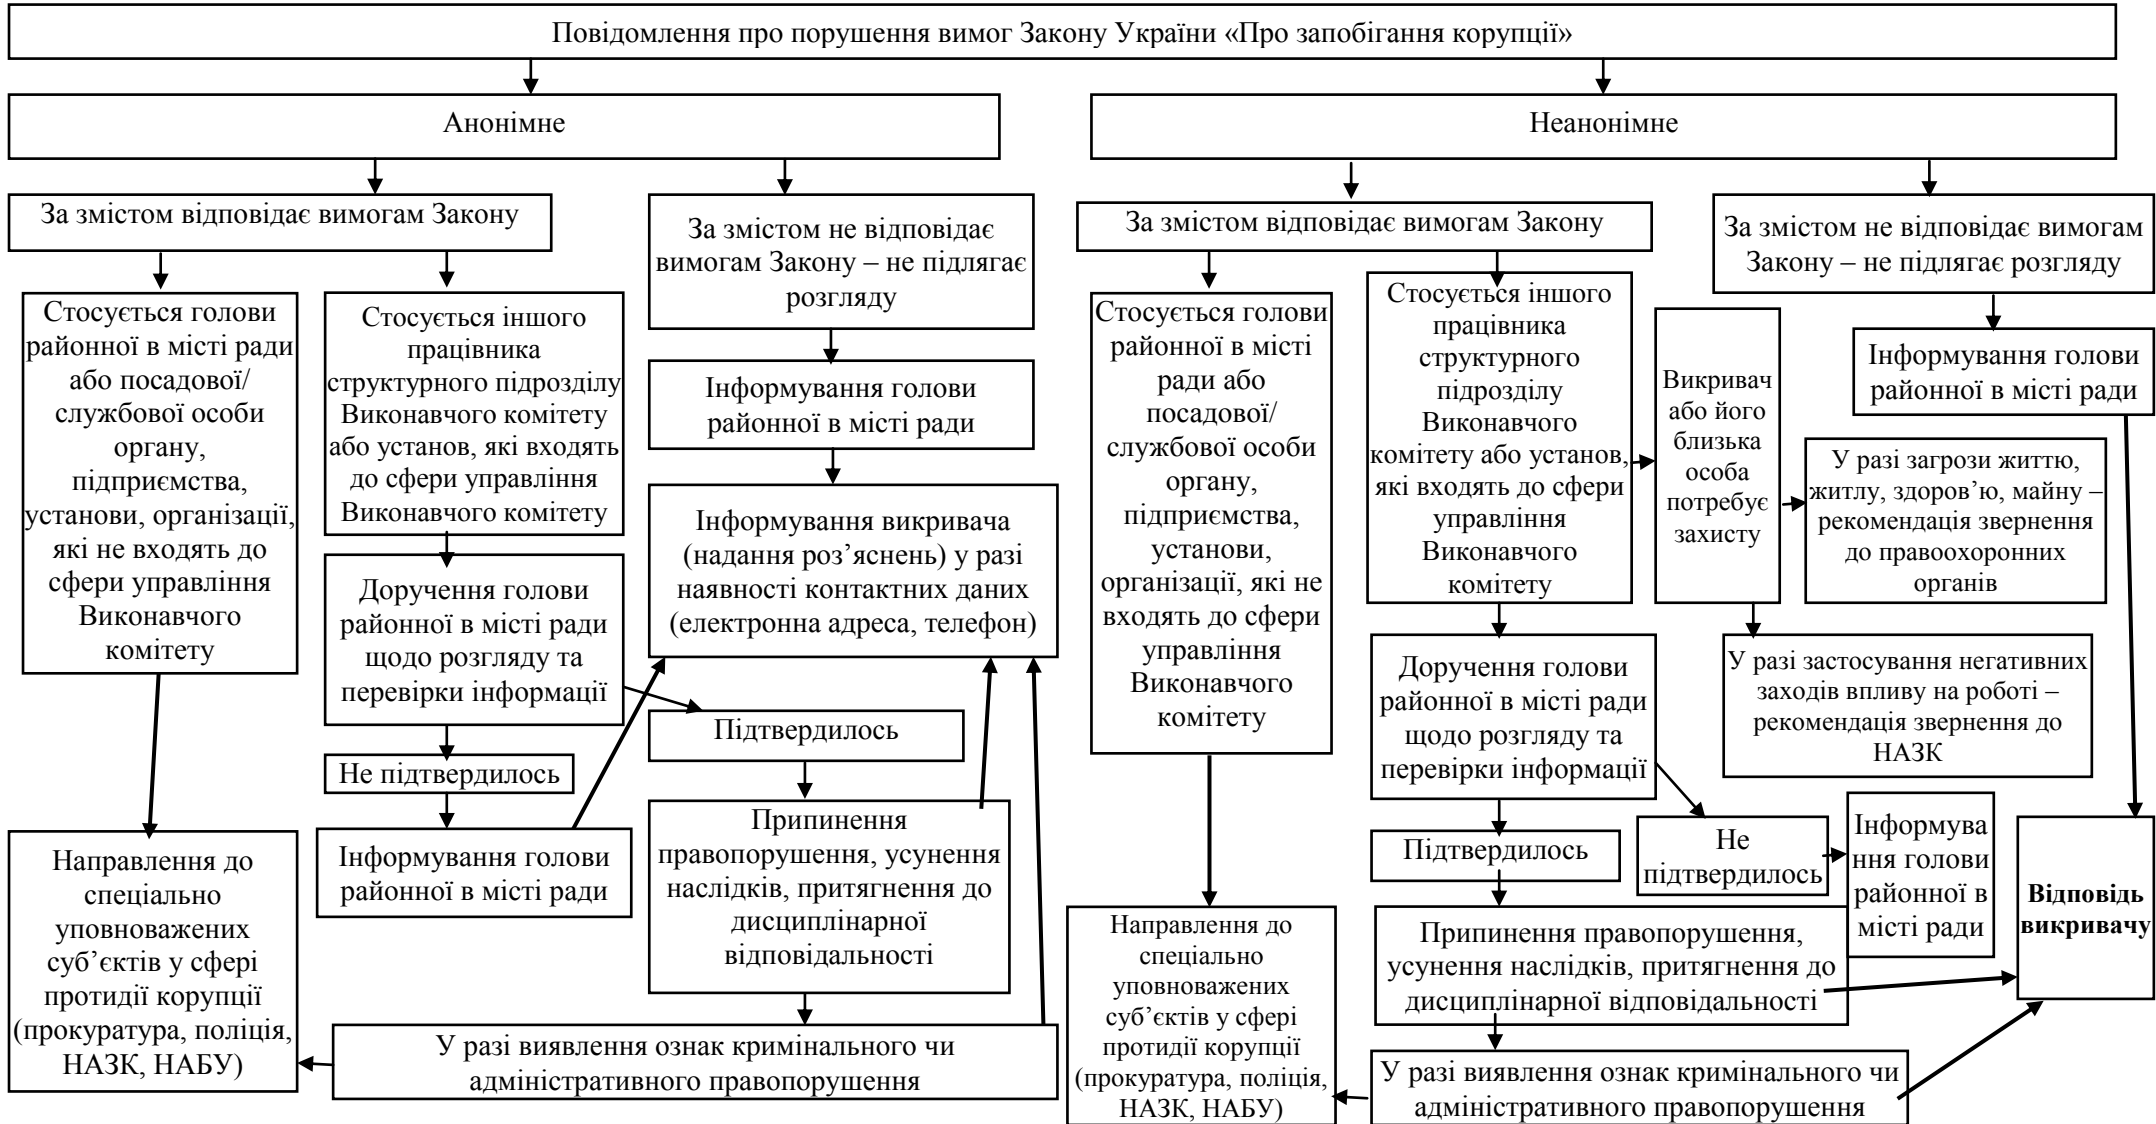 Повідомлення про порушення вимог Закону України «Про запобігання корупції»
Анонімне
За змістом відповідає вимогам Закону
Стосується голови
районної в місті ради
або посадової/
службової особи
органу,
підприємства,
установи, організації,
які не входять до
сфери управління
Виконавчого
комітету
Направлення до
спеціально
уповноважених
суб’єктів у сфері
протидії корупції
(прокуратура, поліція,
НАЗК, НАБУ)
Стосується іншого
працівника
структурного підрозділу
Виконавчого комітету
або установ, які входять
до сфери управління
Виконавчого комітету
Доручення голови
районної в місті ради
щодо розгляду та
перевірки інформації
Не підтвердилось
Інформування голови
районної в місті ради
За змістом не відповідає
вимогам Закону – не підлягає
розгляду
Інформування голови
районної в місті ради
Інформування викривача
(надання роз’яснень) у разі
наявності контактних даних
(електронна адреса, телефон)
Підтвердилось
Припинення
правопорушення, усунення
наслідків, притягнення до
дисциплінарної
відповідальності
У разі виявлення ознак кримінального чи
адміністративного правопорушення
Неанонімне
За змістом відповідає вимогам Закону
Стосується голови
районної в місті
ради або
посадової/
службової особи
органу,
підприємства,
установи,
організації, які не
входять до сфери
управління
Виконавчого
комітету
Направлення до
спеціально
уповноважених
суб’єктів у сфері
протидії корупції
(прокуратура, поліція,
НАЗК, НАБУ)
Стосується іншого
працівника
структурного
підрозділу
Виконавчого
комітету або установ,
які входять до сфери
управління
Виконавчого
комітету
Доручення голови
районної в місті ради
щодо розгляду та
перевірки інформації
Підтвердилось
Припинення правопорушення,
усунення наслідків, притягнення до
дисциплінарної відповідальності
У разі виявлення ознак кримінального чи
адміністративного правопорушення
Викривач
або його
близька
особа
потребує
захисту
У разі загрози життю,
житлу, здоров’ю, майну –
рекомендація звернення
до правоохоронних
органів
У разі застосування негативних
заходів впливу на роботі –
рекомендація звернення до
НАЗК
Не
підтвердилось
Інформува
ння голови
районної в
місті ради
За змістом не відповідає вимогам
Закону – не підлягає розгляду
Інформування голови
районної в місті ради
Відповідь
викривачу